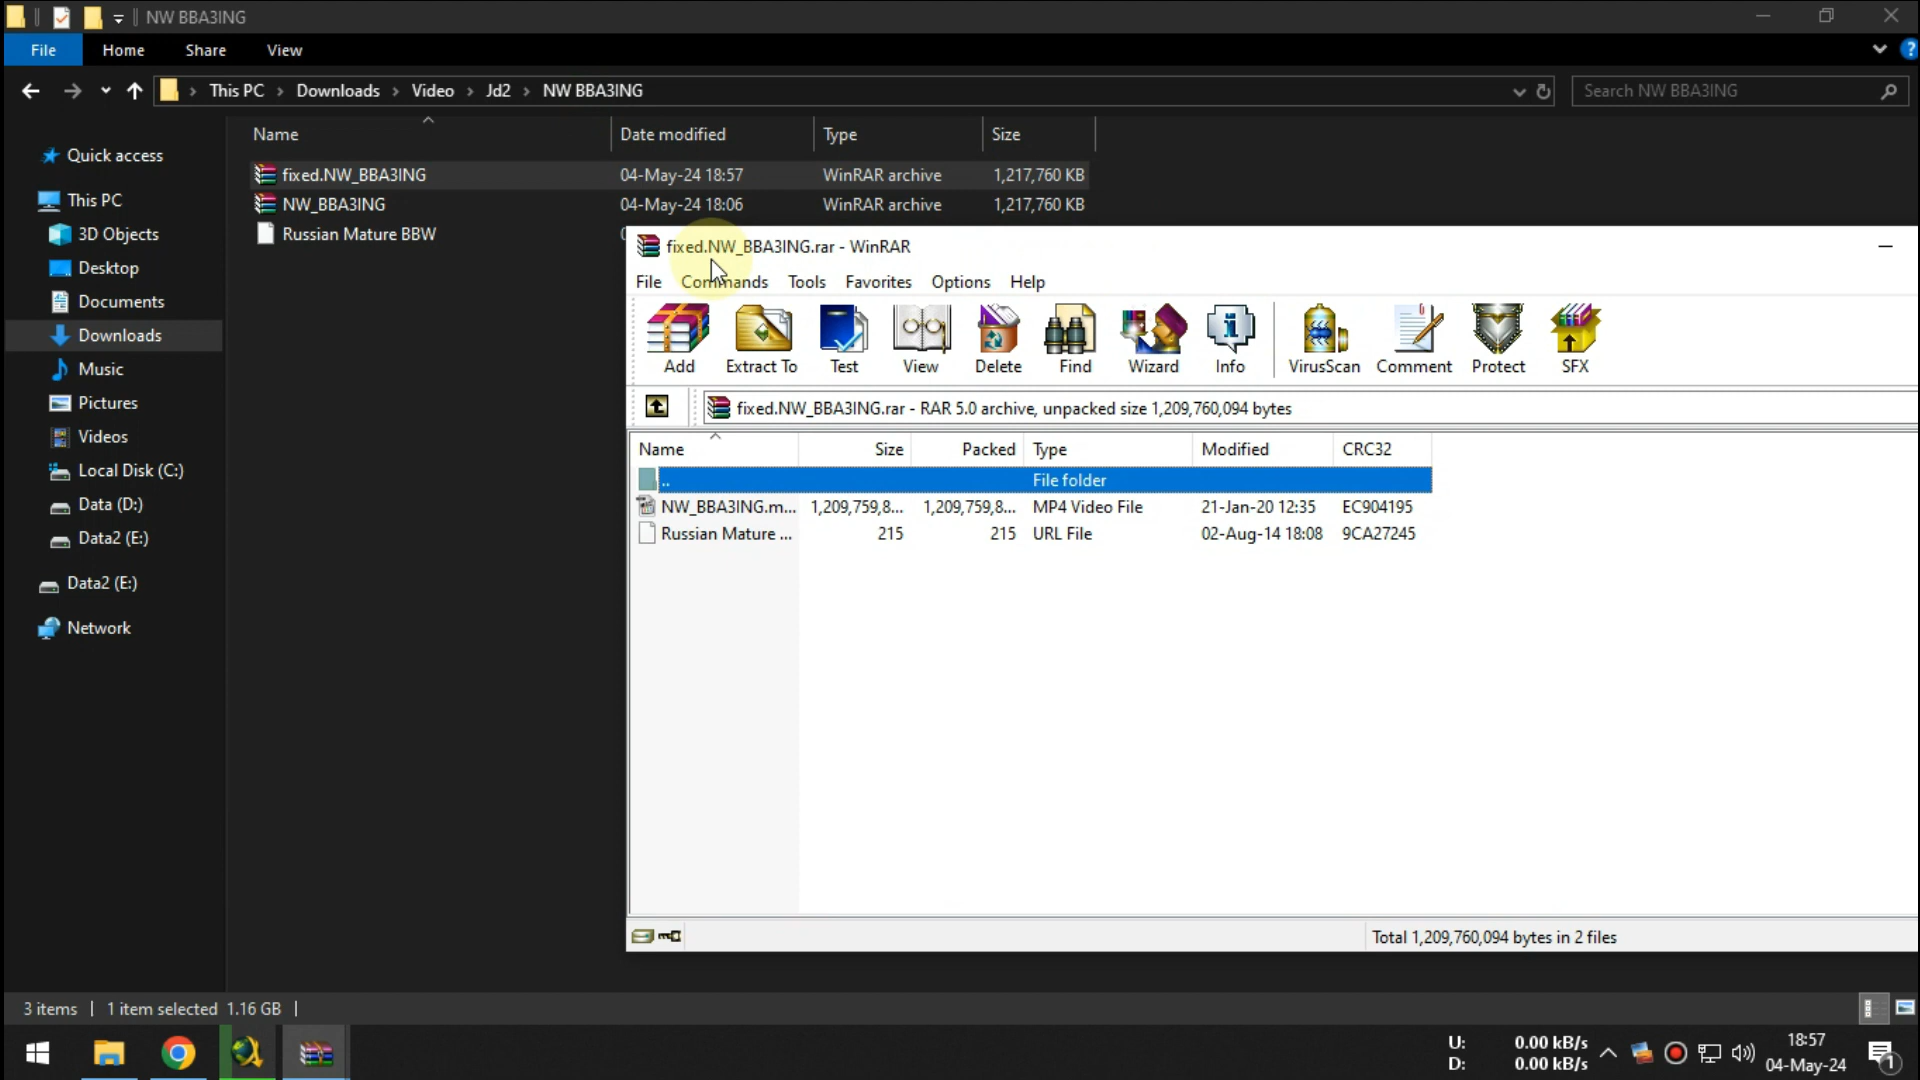 NW BBA3ING
File Home Share View
This PC Downloads Video Jd2 NW BBA3ING
Search NW BBA3ING
Name Date modified Type Size
Quick access
This PC
3D Objects
Desktop
Documents
Downloads
Music
Pictures
Videos
Local Disk (C:)
Data (D:)
Data2 (E:)
Data2 (E:)
Network
fixed.NW_BBA3ING 04-May-24 18:57 WinRAR archive 1,217,760 KB
NW_BBA3ING 04-May-24 18:06 WinRAR archive 1,217,760 KB
Russian Mature BBW
fixed.NW_BBA3ING.rar - WinRAR
File Commands Tools Favorites Options Help
Add Extract To Test View Delete Find Wizard Info VirusScan Comment Protect SFX
fixed.NW_BBA3ING.rar - RAR 5.0 archive, unpacked size 1,209,760,094 bytes
Name Size Packed Type Modified CRC32
.. File folder
NW_BBA3ING.m... 1,209,759,8... 1,209,759,8... MP4 Video File 21-Jan-20 12:35 EC904195
Russian Mature ... 215 215 URL File 02-Aug-14 18:08 9CA27245
Total 1,209,760,094 bytes in 2 files
3 items 1 item selected 1.16 GB
U: 0.00 kB/s
D: 0.00 kB/s
18:57
04-May-24
1